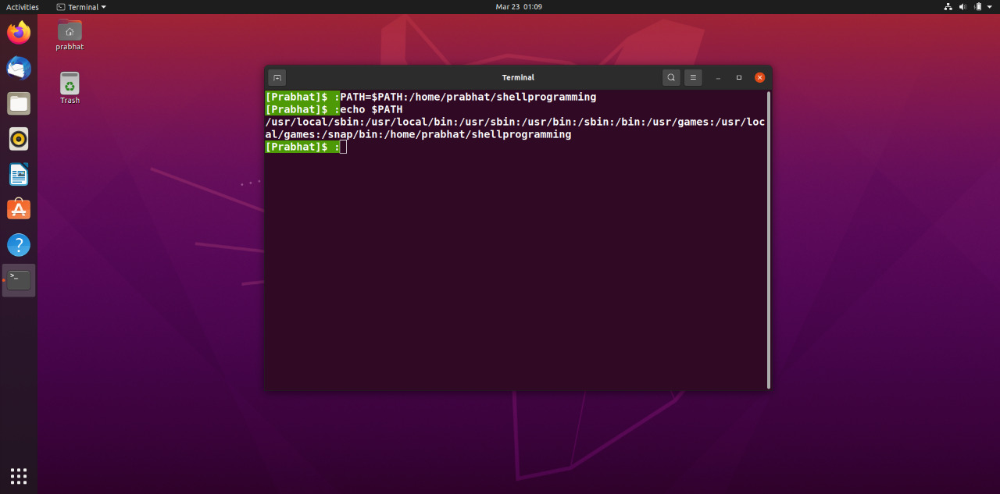 Activities Terminal Mar 23 01:09
prabhat
Trash
Terminal
[Prabhat]$ :PATH=$PATH:/home/prabhat/shellprogramming
[Prabhat]$ :echo $PATH
/usr/local/sbin:/usr/local/bin:/usr/sbin:/usr/bin:/sbin:/bin:/usr/games:/usr/loc
al/games:/snap/bin:/home/prabhat/shellprogramming
[Prabhat]$ :